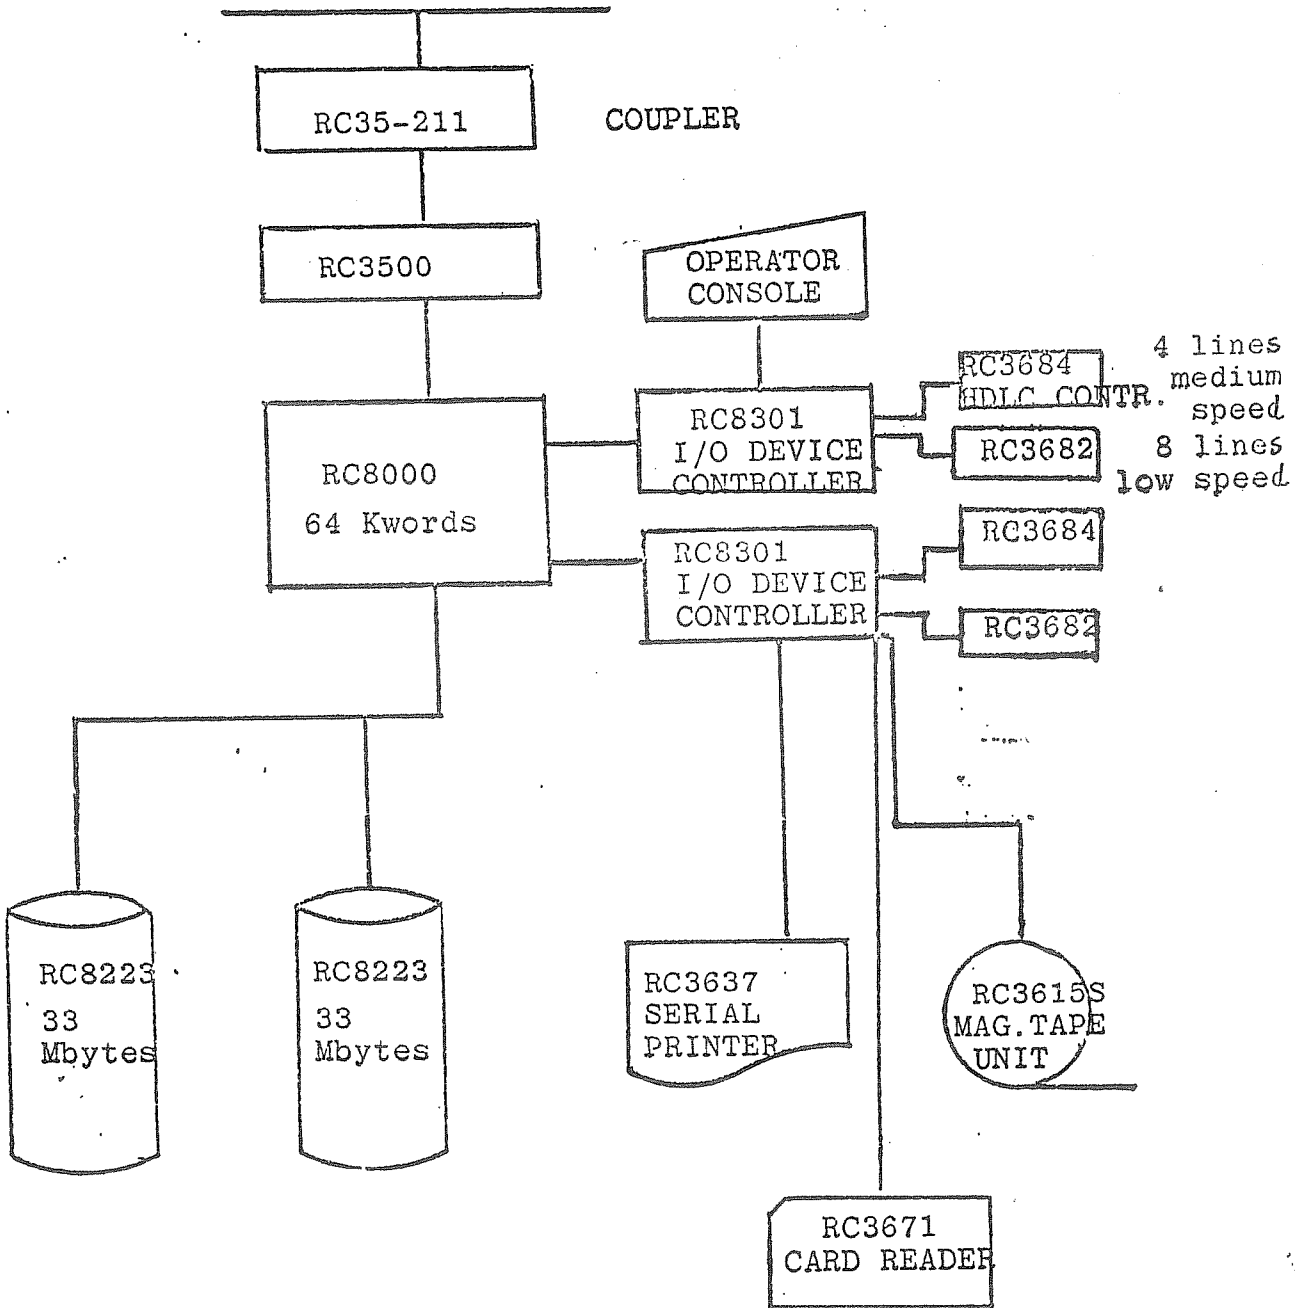 RC35-211
COUPLER
RC3500
OPERATOR
CONSOLE
RC8000
64 Kwords
RC8301
I/O DEVICE
CONTROLLER
RC3684
HDLC CONTR.
4 lines
medium
speed
RC3682
8 lines
low speed
RC8301
I/O DEVICE
CONTROLLER
RC3684
RC3682
RC8223
33
Mbytes
RC8223
33
Mbytes
RC3637
SERIAL
PRINTER
RC3615S
MAG.TAPE
UNIT
RC3671
CARD READER